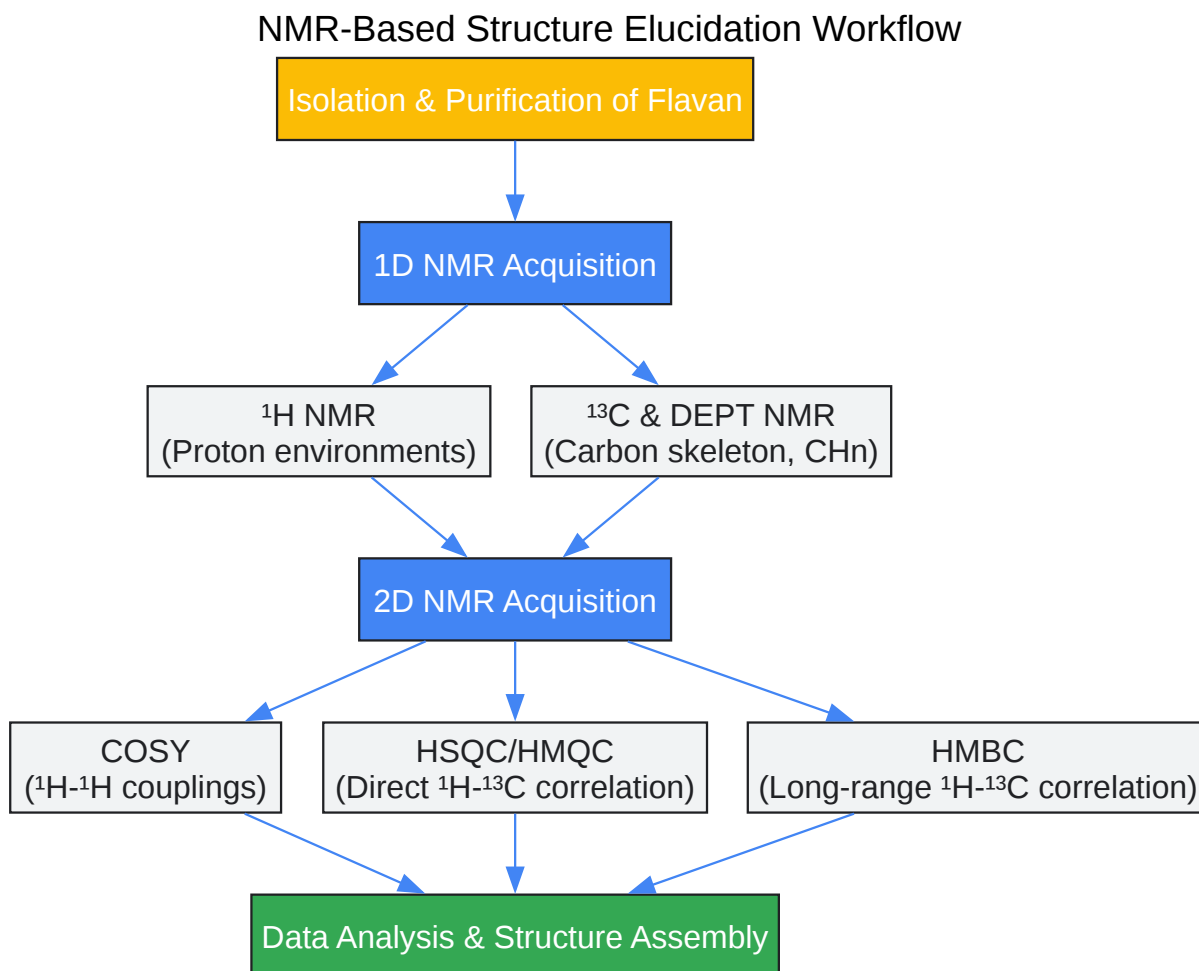 NMR-Based Structure Elucidation Workflow
Isolation & Purification of Flavan
1D NMR Acquisition
¹H NMR
(Proton environments)
¹³C & DEPT NMR
(Carbon skeleton, CHn)
2D NMR Acquisition
COSY
(¹H-¹H couplings)
HSQC/HMQC
(Direct ¹H-¹³C correlation)
HMBC
(Long-range ¹H-¹³C correlation)
Data Analysis & Structure Assembly